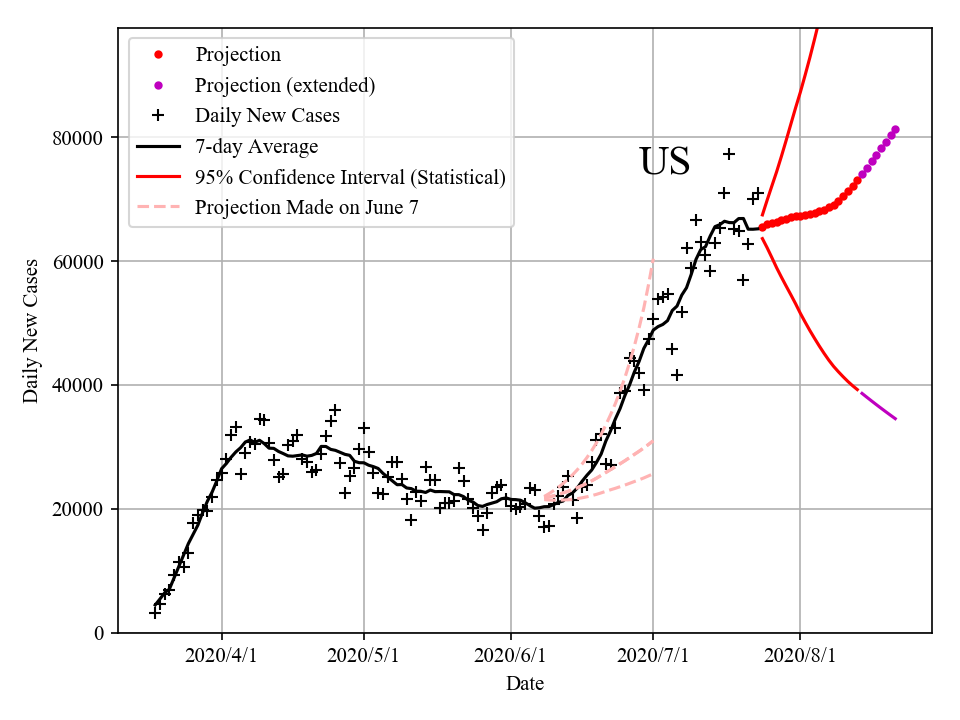 Projection
Projection (extended)
Daily New Cases
7-day Average
95% Confidence Interval (Statistical)
Projection Made on June 7
US
80000
60000
40000
20000
0
Daily New Cases
2020/4/1 2020/5/1 2020/6/1 2020/7/1 2020/8/1
Date